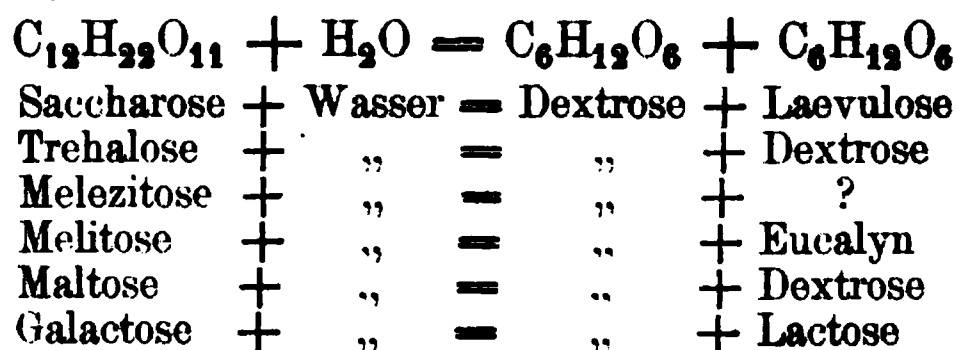 C₁₂H₂₂O₁₁ + H₂O = C₆H₁₂O₆ + C₆H₁₂O₆
Saccharose + Wasser = Dextrose + Laevulose
Trehalose + „ = „ + Dextrose
Melezitose + „ = „ + ?
Melitose + „ = „ + Eucalyn
Maltose + „ = „ + Dextrose
Galactose + „ = „ + Lactose